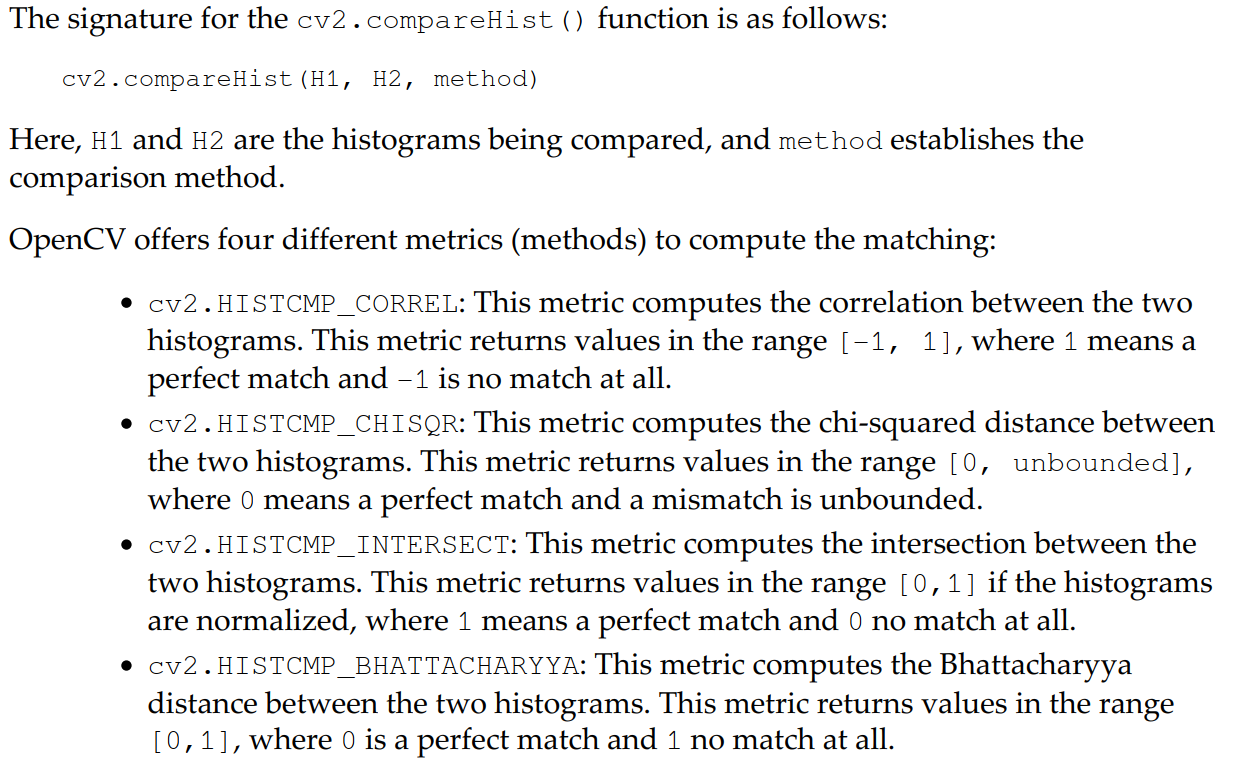 The signature for the cv2.compareHist() function is as follows:
cv2.compareHist(H1, H2, method)
Here, H1 and H2 are the histograms being compared, and method establishes the
comparison method.
OpenCV offers four different metrics (methods) to compute the matching:
• cv2.HISTCMP_CORREL: This metric computes the correlation between the two
histograms. This metric returns values in the range [-1, 1], where 1 means a
perfect match and -1 is no match at all.
• cv2.HISTCMP_CHISQR: This metric computes the chi-squared distance between
the two histograms. This metric returns values in the range [0, unbounded],
where 0 means a perfect match and a mismatch is unbounded.
• cv2.HISTCMP_INTERSECT: This metric computes the intersection between the
two histograms. This metric returns values in the range [0,1] if the histograms
are normalized, where 1 means a perfect match and 0 no match at all.
• cv2.HISTCMP_BHATTACHARYYA: This metric computes the Bhattacharyya
distance between the two histograms. This metric returns values in the range
[0,1], where 0 is a perfect match and 1 no match at all.